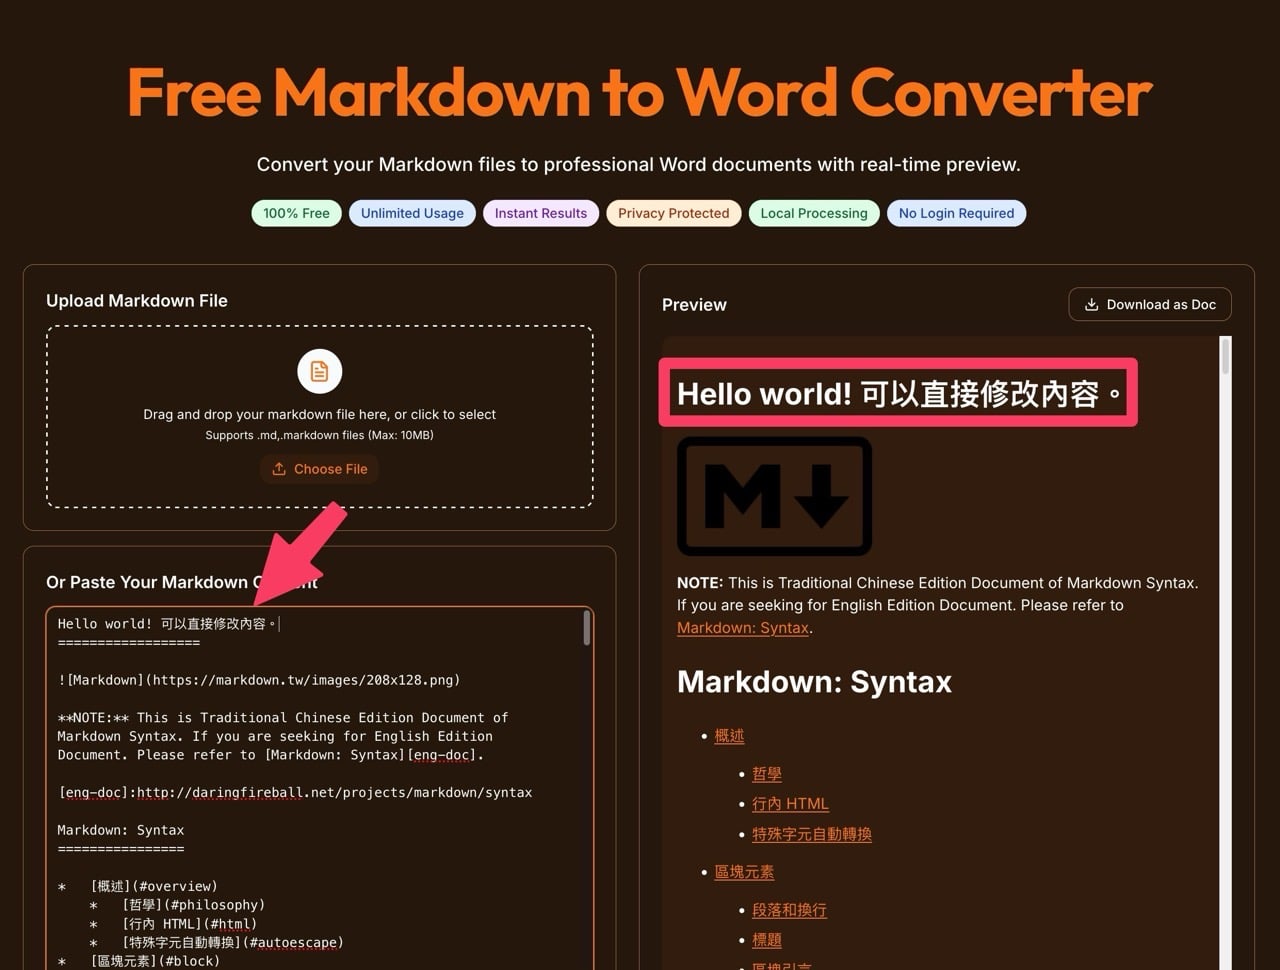 Free Markdown to Word Converter
Convert your Markdown files to professional Word documents with real-time preview.
100% Free
Unlimited Usage
Instant Results
Privacy Protected
Local Processing
No Login Required
Upload Markdown File
Drag and drop your markdown file here, or click to select
Supports .md,.markdown files (Max: 10MB)
Choose File
Or Paste Your Markdown
Hello world! 可以直接修改內容。
==================
![Markdown](https://markdown.tw/images/208x128.png)
**NOTE:** This is Traditional Chinese Edition Document of
Markdown Syntax. If you are seeking for English Edition
Document. Please refer to [Markdown: Syntax][eng-doc].
[eng-doc]:http://daringfireball.net/projects/markdown/syntax
Markdown: Syntax
================
* [概述](#overview)
* [哲學](#philosophy)
* [行內 HTML](#html)
* [特殊字元自動轉換](#autoescape)
* [區塊元素](#block)
Preview
Download as Doc
Hello world! 可以直接修改內容。
M
NOTE: This is Traditional Chinese Edition Document of Markdown Syntax.
If you are seeking for English Edition Document. Please refer to
Markdown: Syntax.
Markdown: Syntax
概述
哲學
行內 HTML
特殊字元自動轉換
區塊元素
段落和換行
標題
區塊引言